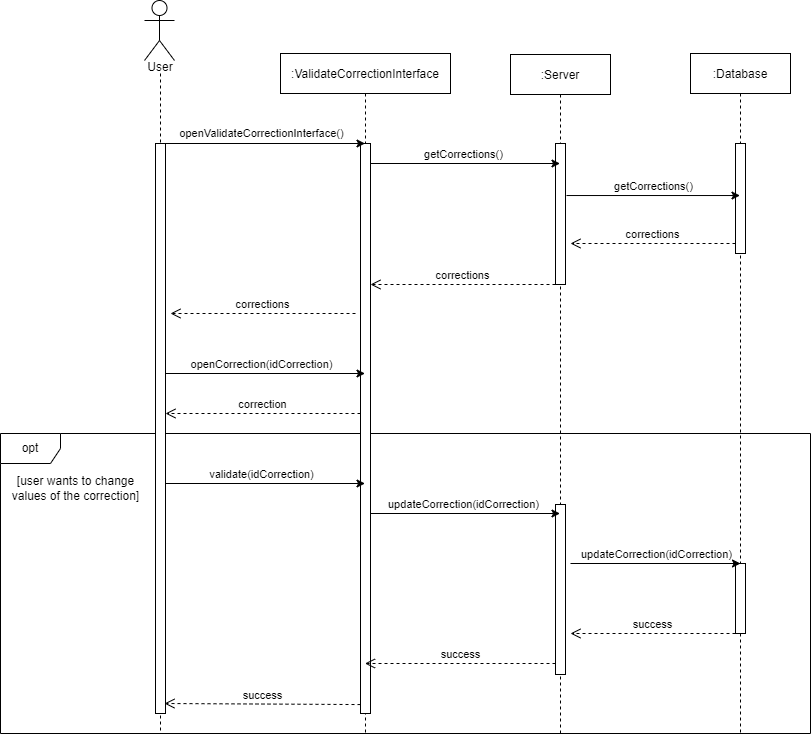 User
:ValidateCorrectionInterface
:Server
:Database
openValidateCorrectionInterface()
getCorrections()
getCorrections()
corrections
corrections
corrections
openCorrection(idCorrection)
correction
opt
[user wants to change
values of the correction]
validate(idCorrection)
updateCorrection(idCorrection)
updateCorrection(idCorrection)
success
success
success